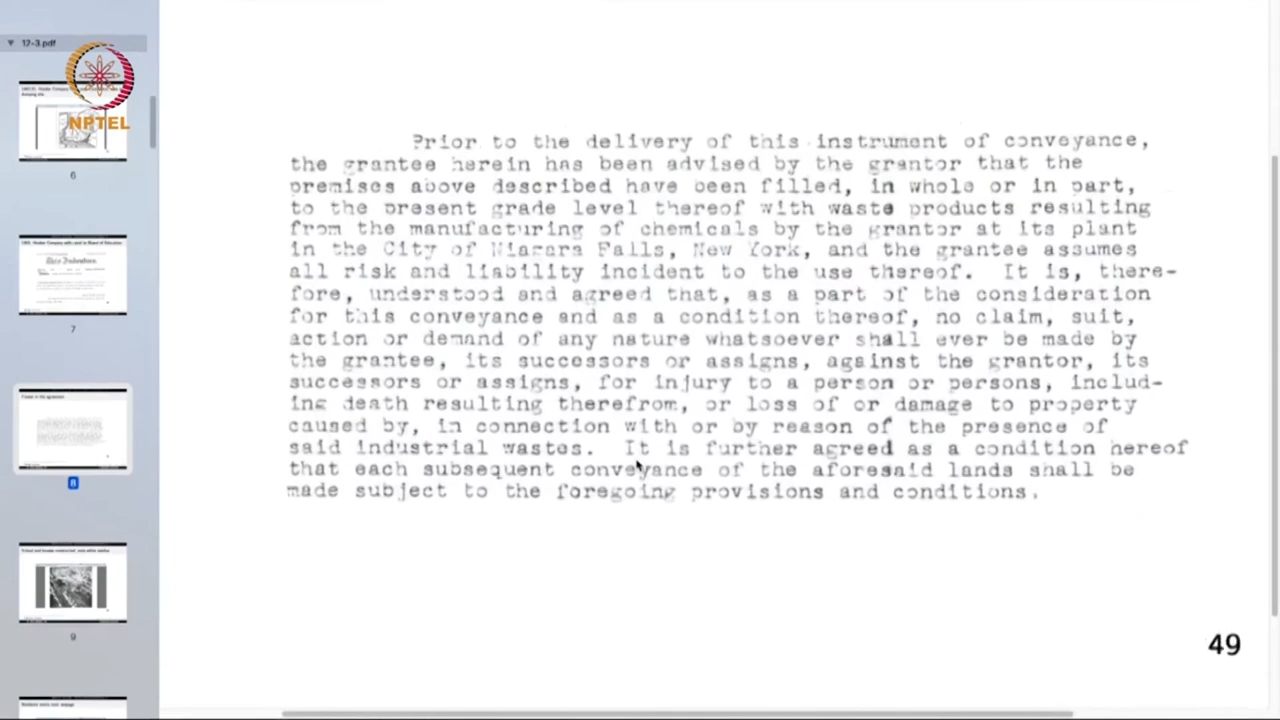 12-3.pdf
NPTEL
6
7
8
9
Prior to the delivery of this instrument of conveyance,
the grantee herein has been advised by the grantor that the
premises above described have been filled, in whole or in part,
to the present grade level thereof with waste products resulting
from the manufacturing of chemicals by the grantor at its plant
in the City of Niagara Falls, New York, and the grantee assumes
all risk and liability incident to the use thereof. It is, there-
fore, understood and agreed that, as a part of the consideration
for this conveyance and as a condition thereof, no claim, suit,
action or demand of any nature whatsoever shall ever be made by
the grantee, its successors or assigns, against the grantor, its
successors or assigns, for injury to a person or persons, includ-
ing death resulting therefrom, or loss of or damage to property
caused by, in connection with or by reason of the presence of
said industrial wastes. It is further agreed as a condition hereof
that each subsequent conveyance of the aforesaid lands shall be
made subject to the foregoing provisions and conditions.
49